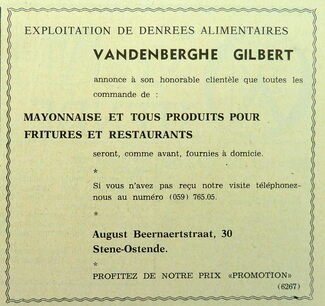 EXPLOITATION DE DENREES ALIMENTAIRES
VANDENBERGHE GILBERT
annonce à son honorable clientèle que toutes les
commande de :
MAYONNAISE ET TOUS PRODUITS POUR
FRITURES ET RESTAURANTS
seront, comme avant, fournies à domicie.
*
Si vous n'avez pas reçu notre visite téléphonez-
nous au numéro (059) 765.05.
*
August Beernaertstraat, 30
Stene-Ostende.
*
PROFITEZ DE NOTRE PRIX «PROMOTION»
(6267)